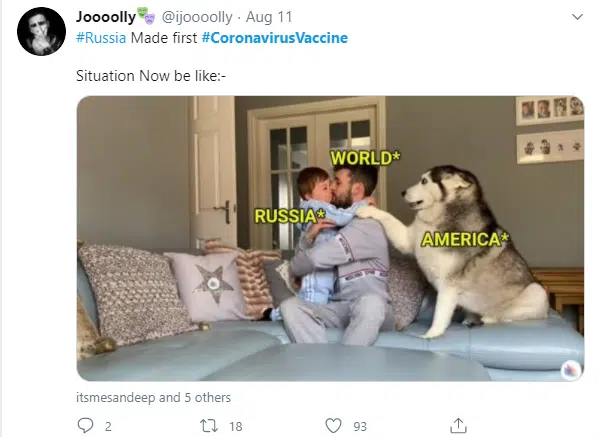 Joooolly🎭 @ijoooolly · Aug 11
#Russia Made first #CoronavirusVaccine
Situation Now be like:-
WORLD*
RUSSIA*
AMERICA*
itsmesandeep and 5 others
2 18 93